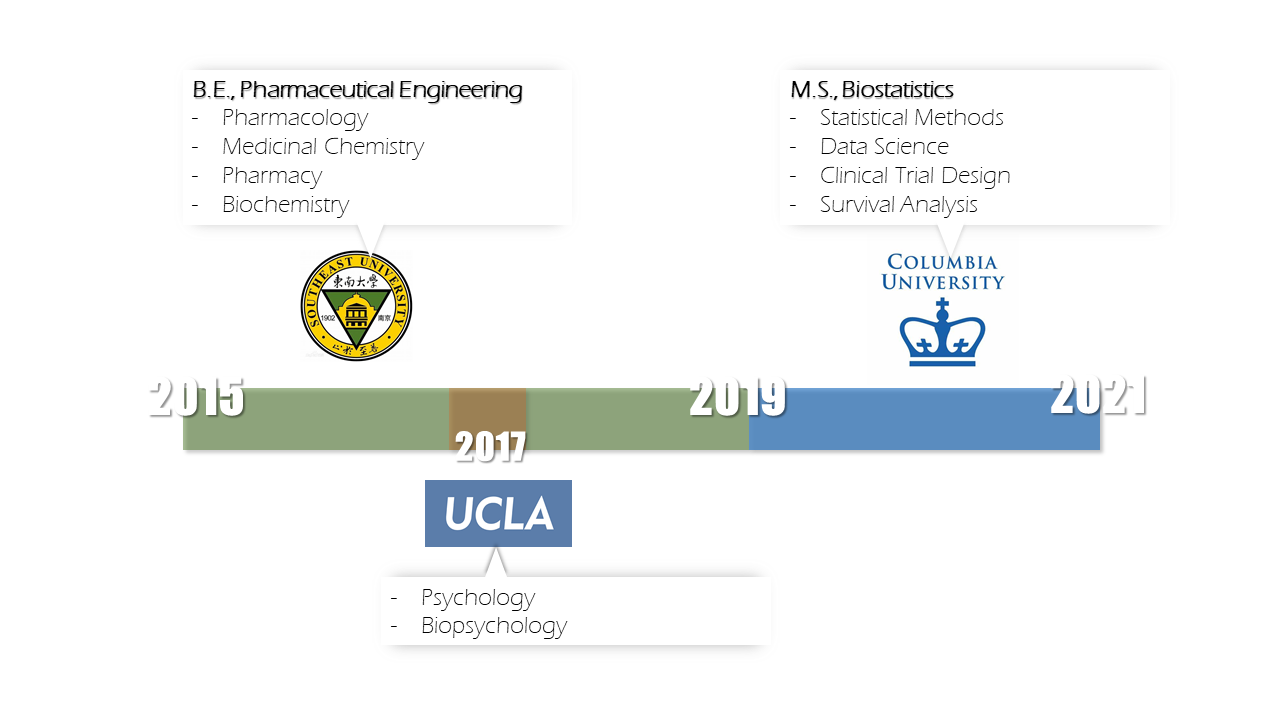 B.E., Pharmaceutical Engineering
- Pharmacology
- Medicinal Chemistry
- Pharmacy
- Biochemistry
M.S., Biostatistics
- Statistical Methods
- Data Science
- Clinical Trial Design
- Survival Analysis
SOUTHEAST UNIVERSITY
東南大學
1902 南京
止於至善
COLUMBIA
UNIVERSITY
2015
2019
2021
2017
UCLA
- Psychology
- Biopsychology